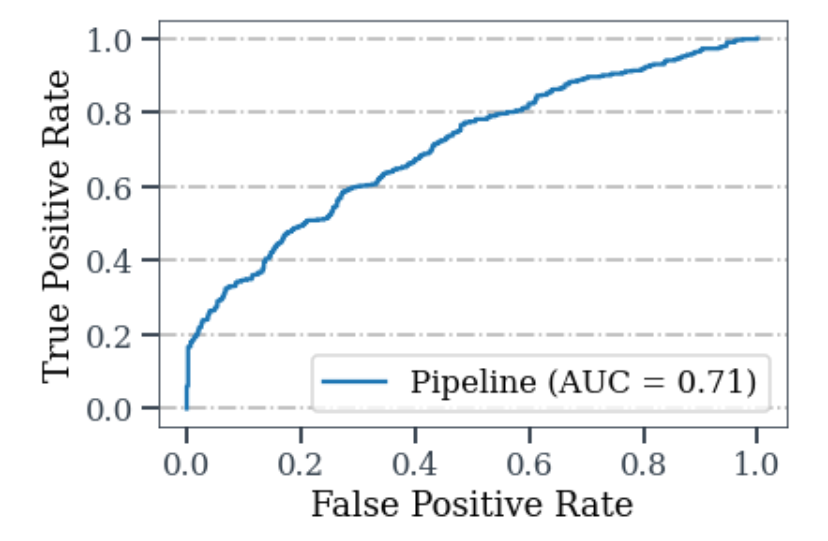 True Positive Rate
1.0
0.8
0.6
0.4
0.2
0.0
Pipeline (AUC = 0.71)
0.0 0.2 0.4 0.6 0.8 1.0
False Positive Rate